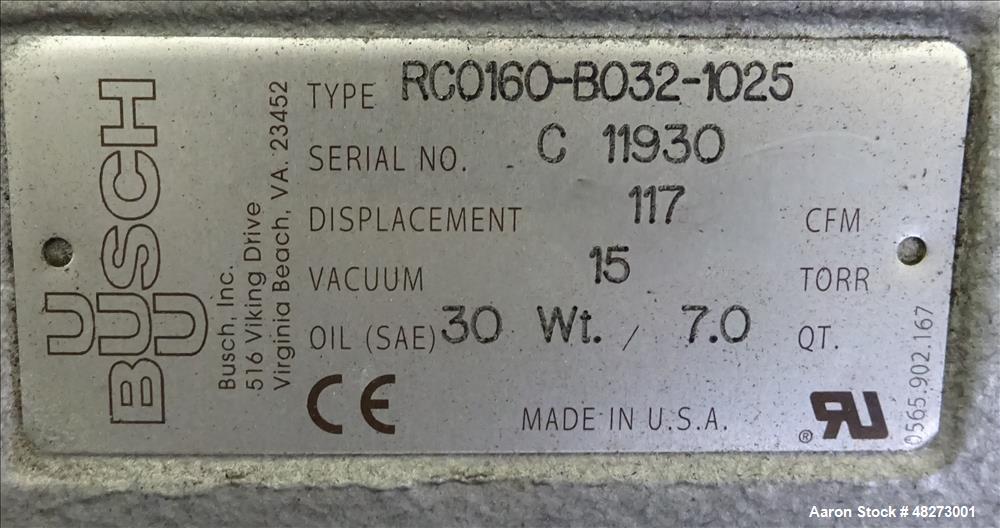 BUSCH
Busch, Inc.
516 Viking Drive
Virginia Beach, VA. 23452
TYPE RC0160-B032-1025
SERIAL NO. C 11930
DISPLACEMENT 117 CFM
VACUUM 15 TORR
OIL (SAE) 30 Wt. / 7.0 QT.
CE MADE IN U.S.A. ® RU
0565.902.167
Aaron Stock # 48273001